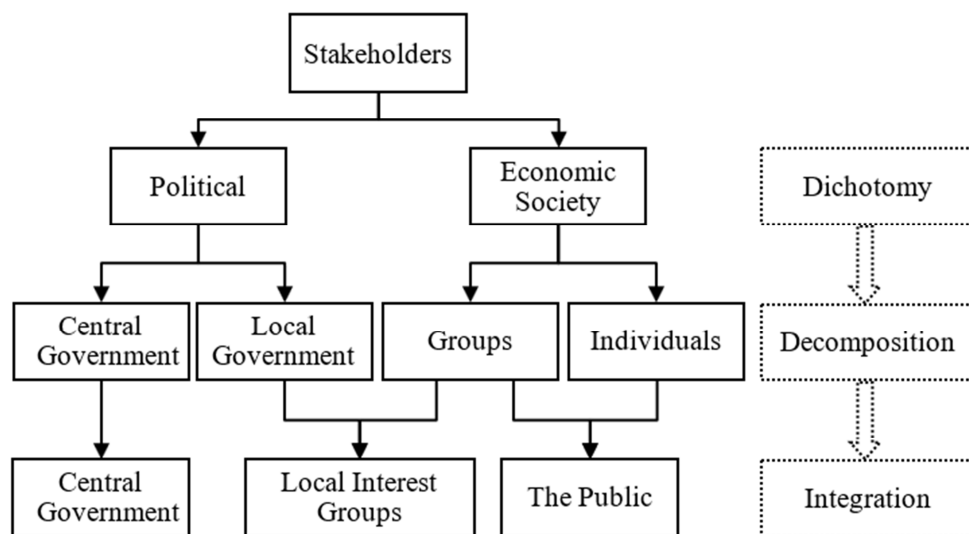 Stakeholders
Political
Economic
Society
Dichotomy
Central
Government
Local
Government
Groups
Individuals
Decomposition
Central
Government
Local Interest
Groups
The Public
Integration